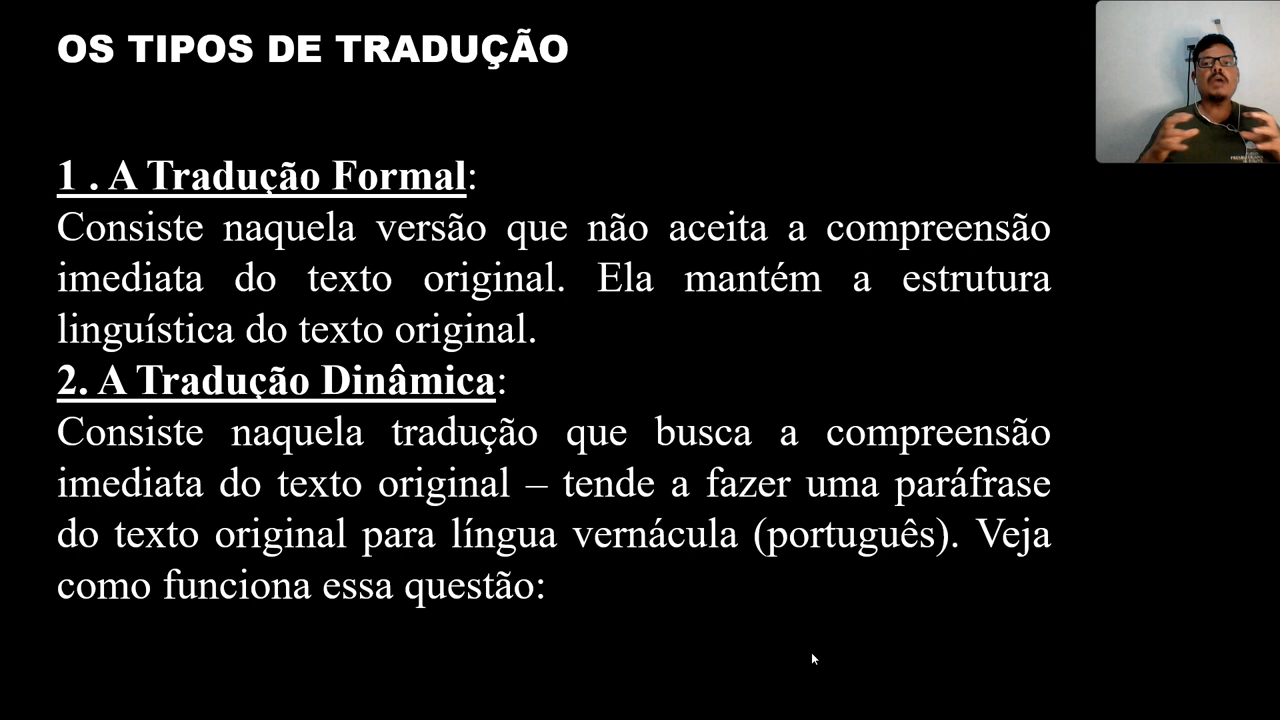 OS TIPOS DE TRADUÇÃO
1 . A Tradução Formal:
Consiste naquela versão que não aceita a compreensão
imediata do texto original. Ela mantém a estrutura
linguística do texto original.
2. A Tradução Dinâmica:
Consiste naquela tradução que busca a compreensão
imediata do texto original – tende a fazer uma paráfrase
do texto original para língua vernácula (português). Veja
como funciona essa questão: